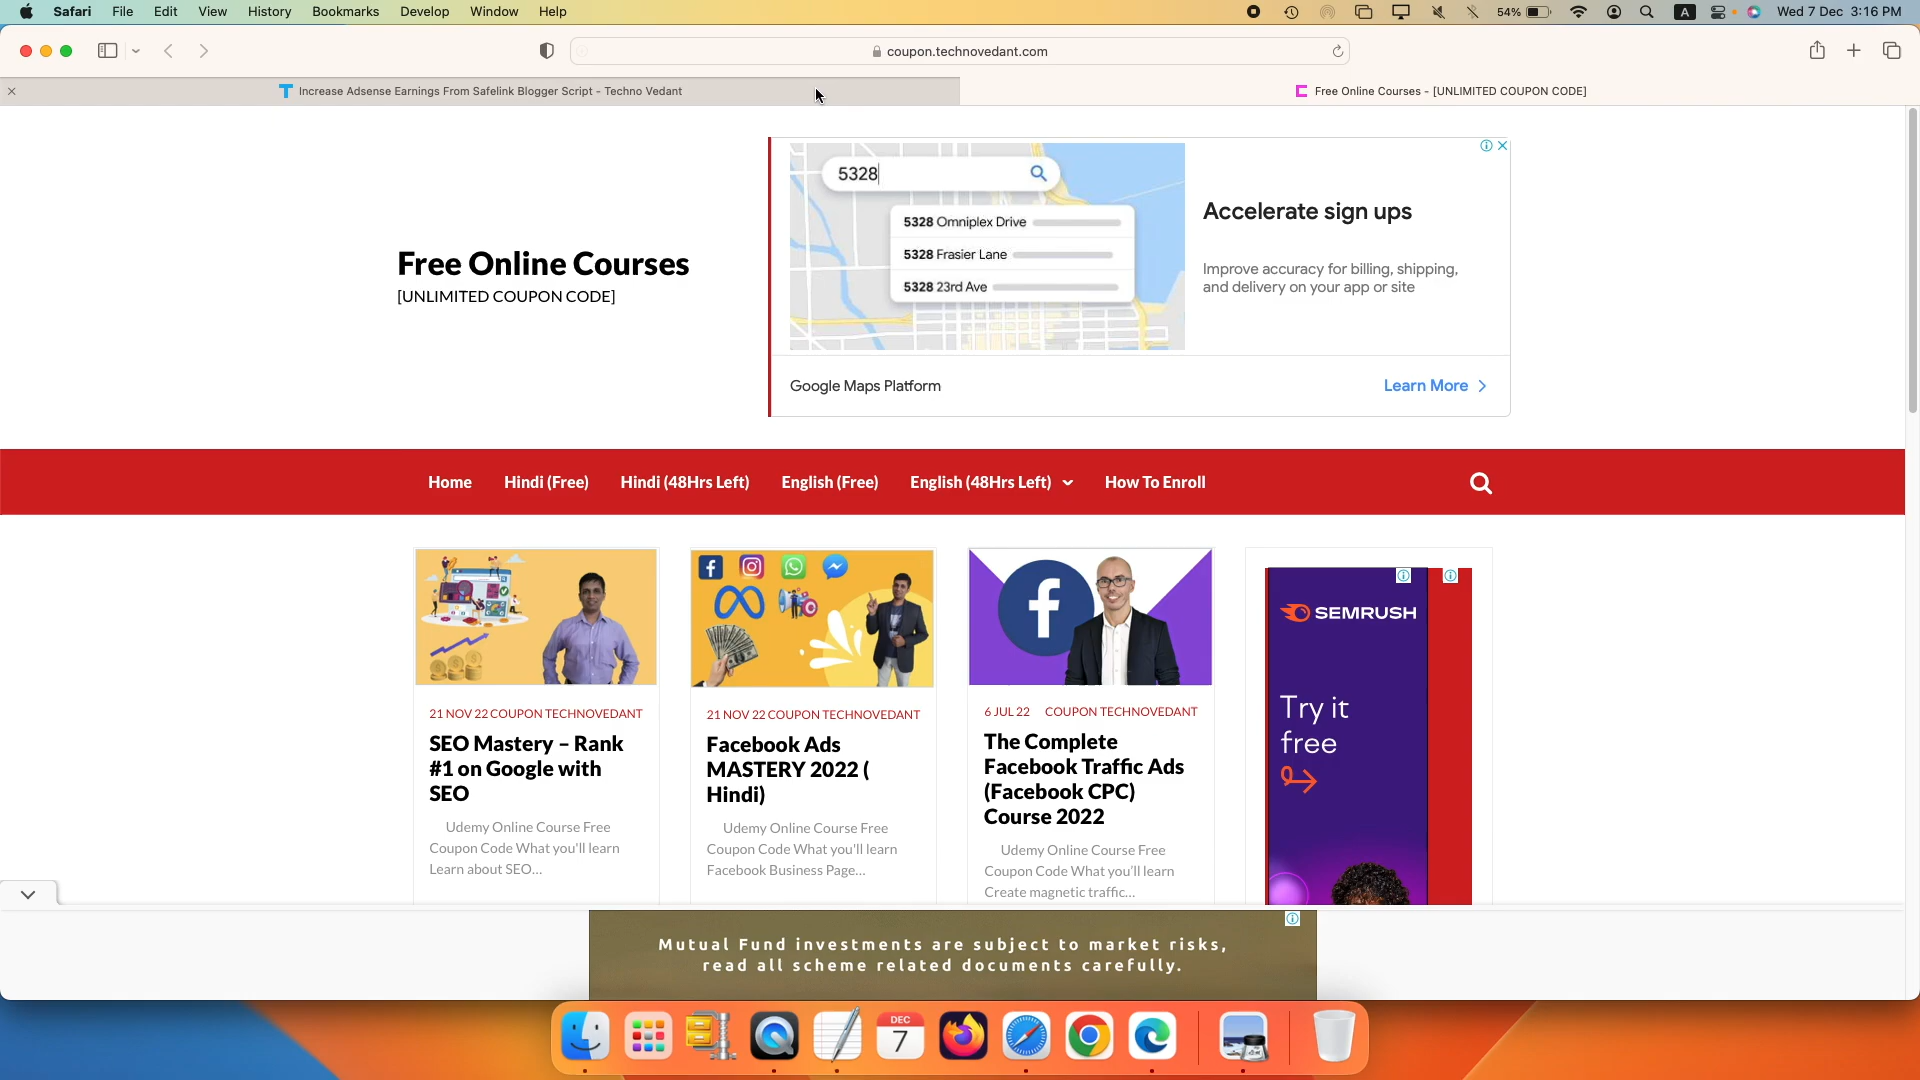 Safari File Edit View History Bookmarks Develop Window Help
54% A Wed 7 Dec 3:16 PM
coupon.technovedant.com
Increase Adsense Earnings From Safelink Blogger Script - Techno Vedant
Free Online Courses - [UNLIMITED COUPON CODE]
Free Online Courses
[UNLIMITED COUPON CODE]
5328
5328 Omniplex Drive
5328 Frasier Lane
5328 23rd Ave
Accelerate sign ups
Improve accuracy for billing, shipping,
and delivery on your app or site
Google Maps Platform
Learn More
Home Hindi (Free) Hindi (48Hrs Left) English (Free) English (48Hrs Left) How To Enroll
21 NOV 22 COUPON TECHNOVEDANT
SEO Mastery – Rank
#1 on Google with
SEO
Udemy Online Course Free
Coupon Code What you'll learn
Learn about SEO...
21 NOV 22 COUPON TECHNOVEDANT
Facebook Ads
MASTERY 2022 (
Hindi)
Udemy Online Course Free
Coupon Code What you'll learn
Facebook Business Page...
6 JUL 22 COUPON TECHNOVEDANT
The Complete
Facebook Traffic Ads
(Facebook CPC)
Course 2022
Udemy Online Course Free
Coupon Code What you'll learn
Create magnetic traffic...
SEMRUSH
Try it
free
Mutual Fund investments are subject to market risks,
read all scheme related documents carefully.
DEC
7